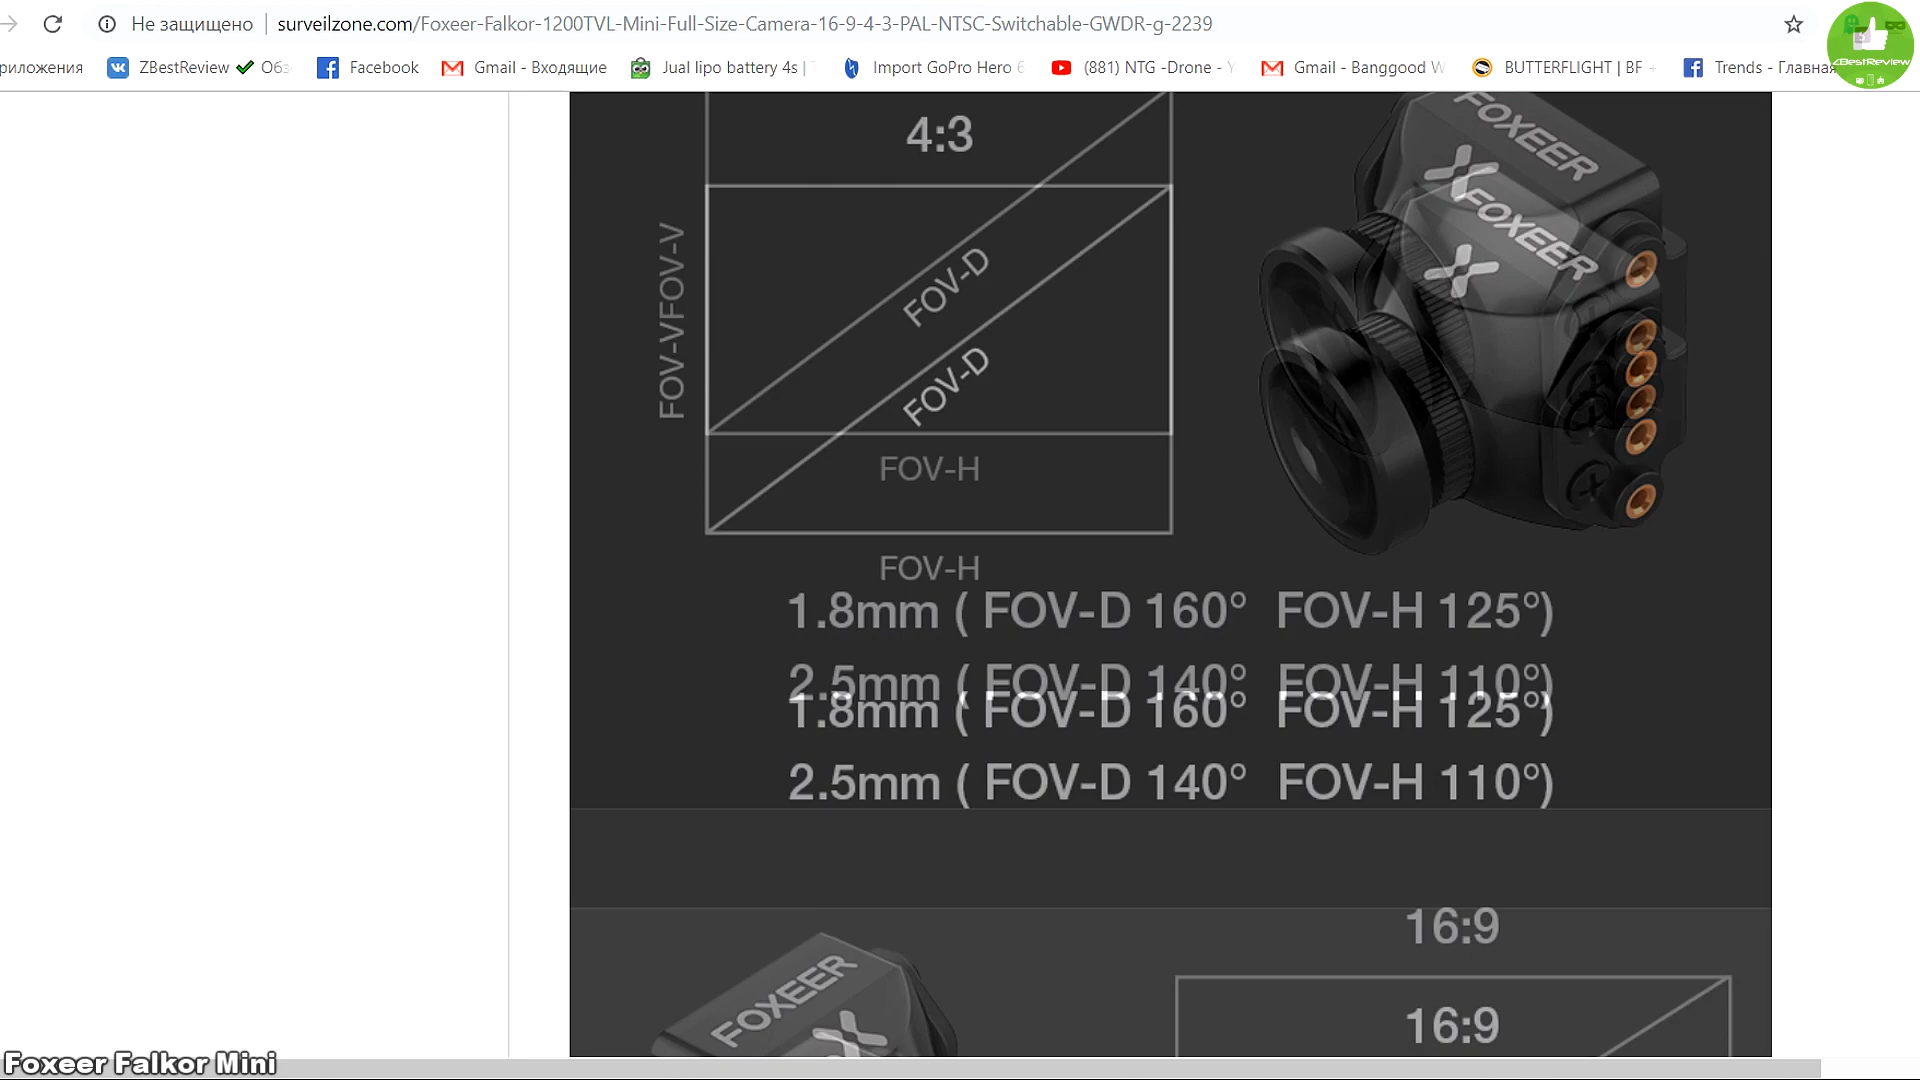 Не защищено surveilzone.com/Foxeer-Falkor-1200TVL-Mini-Full-Size-Camera-16-9-4-3-PAL-NTSC-Switchable-GWDR-g-2239
риложения ZBestReview Об Facebook Gmail - Входящие Jual lipo battery 4s | Import GoPro Hero 6 (881) NTG -Drone - Y Gmail - Banggood W BUTTERFLIGHT | BF + Trends - Главная
ZBestReview
4:3
FOXEER
FOXEER
FOV-V
FOV-V
FOV-D
FOV-D
FOV-H
FOV-H
1.8mm ( FOV-D 160° FOV-H 125°)
2.5mm ( FOV-D 140° FOV-H 110°)
1.8mm ( FOV-D 160° FOV-H 125°)
2.5mm ( FOV-D 140° FOV-H 110°)
16:9
FOXEER
16:9
Foxeer Falkor Mini